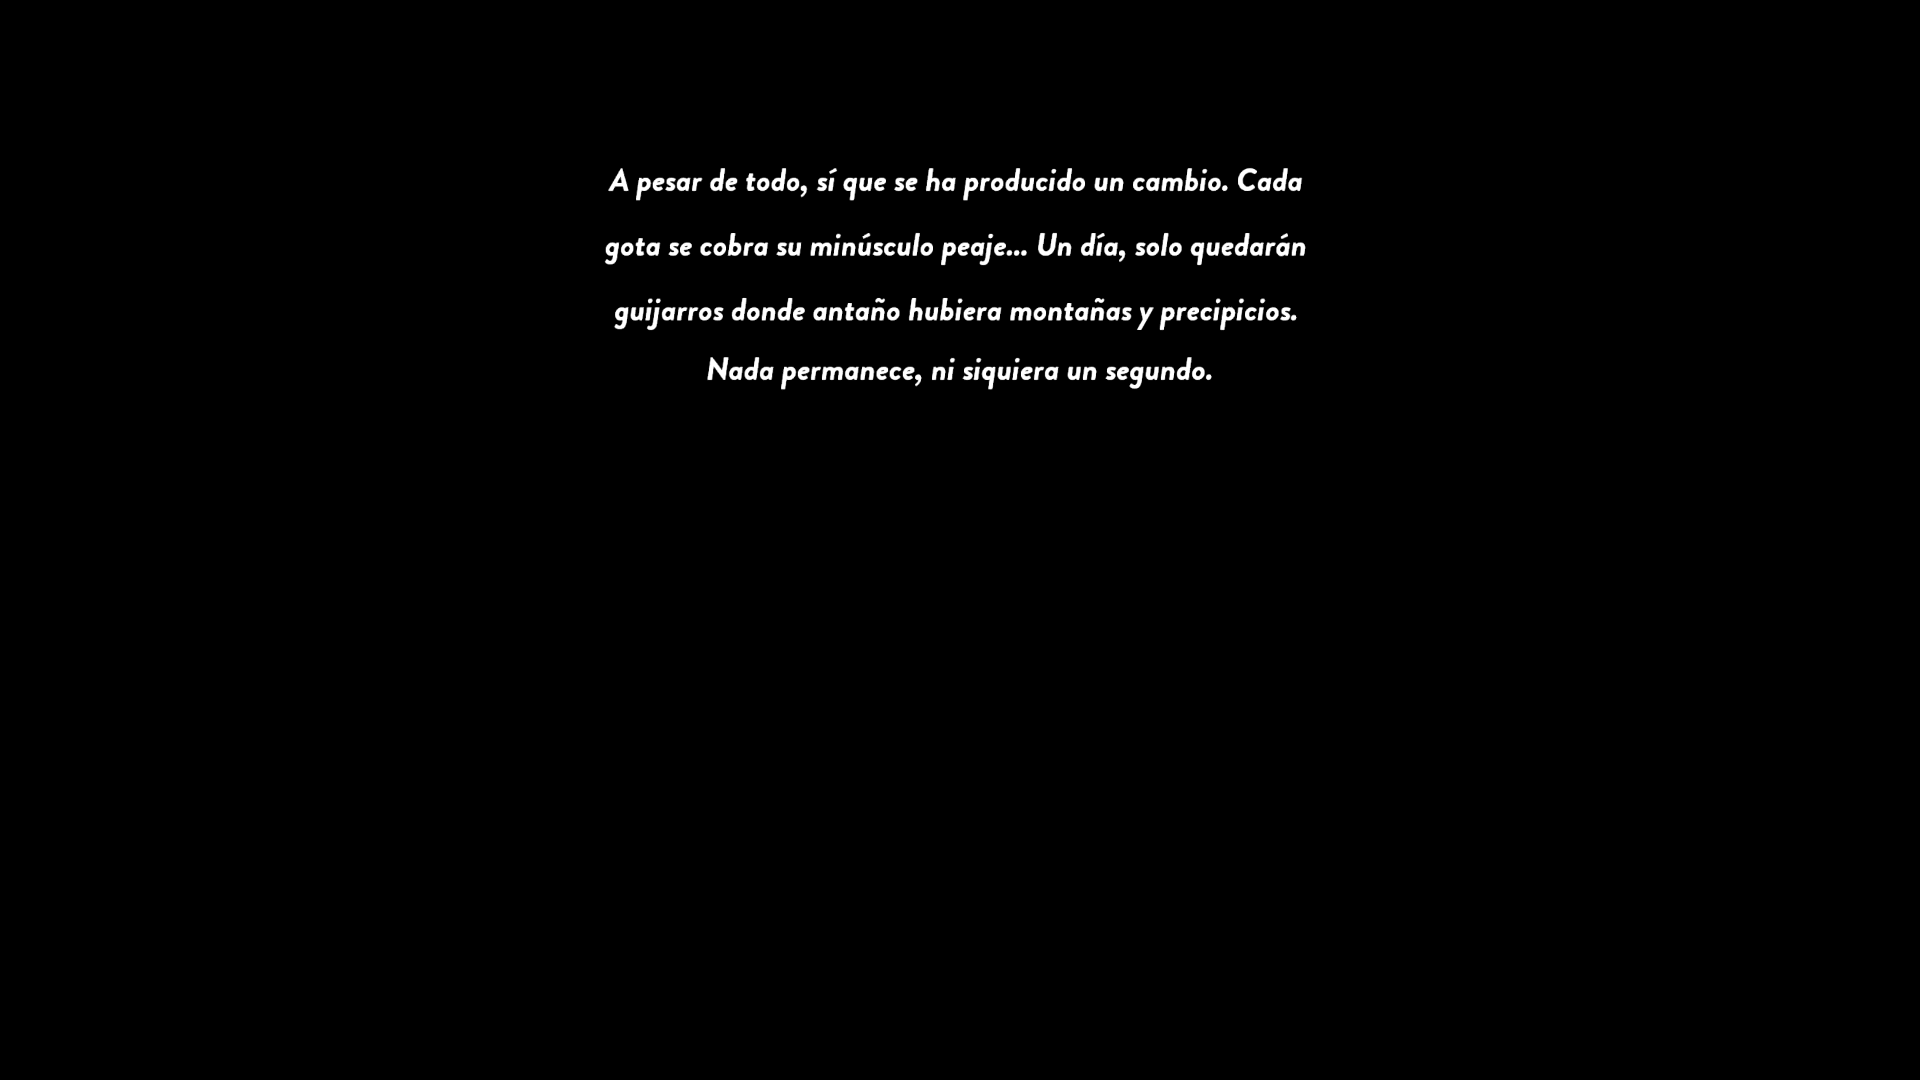 A pesar de todo, sí que se ha producido un cambio. Cada
gota se cobra su minúsculo peaje... Un día, solo quedarán
guijarros donde antaño hubiera montañas y precipicios.
Nada permanece, ni siquiera un segundo.